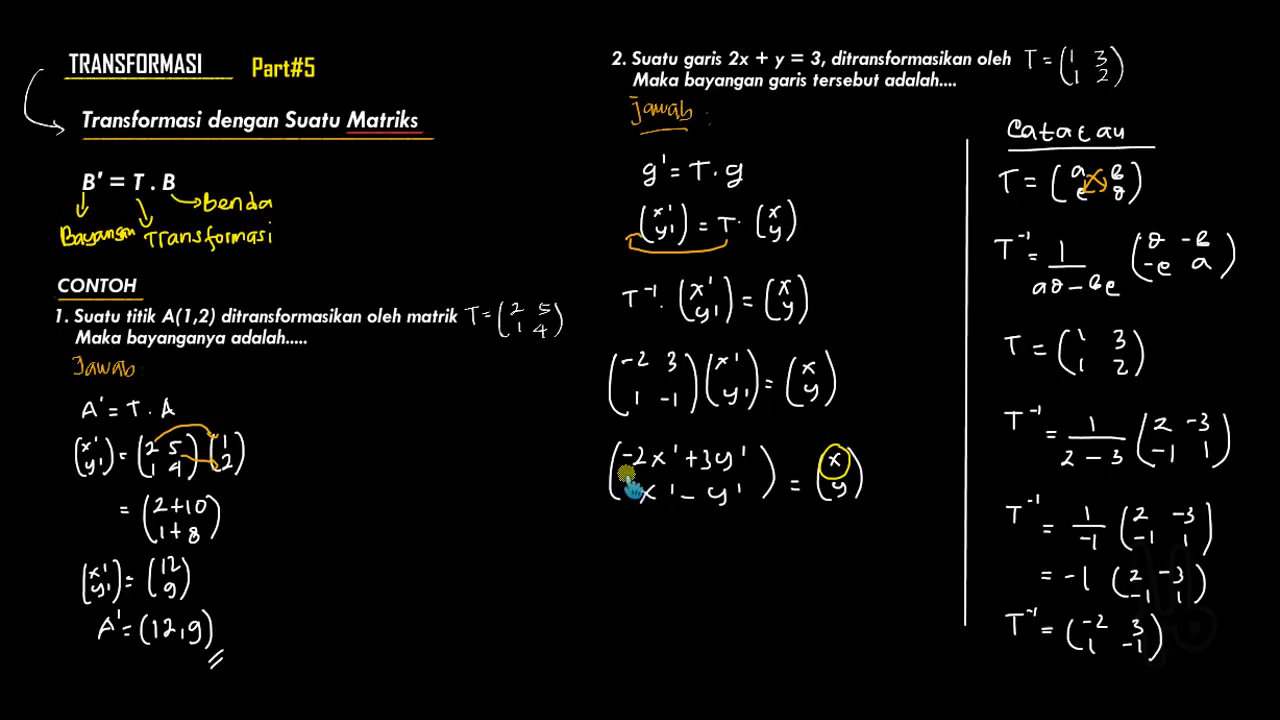 TRANSFORMASI Part#5
Transformasi dengan Suatu Matriks
B' = T . B
benda
Bayangan Transformasi
CONTOH
1. Suatu titik A(1,2) ditransformasikan oleh matrik T = (2 5
1 4)
Maka bayanganya adalah.....
Jawab:
A' = T . A
(x'
y') = (2 5
1 4) (1
2)
= (2+10
1+8)
(x'
y') = (12
9)
A' = (12,9)
2. Suatu garis 2x + y = 3, ditransformasikan oleh T = (1 3
1 2)
Maka bayangan garis tersebut adalah....
jawab :
g' = T . g
(x'
y') = T . (x
y)
T⁻¹ . (x'
y') = (x
y)
(-2 3
1 -1) (x'
y') = (x
y)
(-2x' + 3y'
x' - y') = (x
y)
Catatan
T = (a b
c d)
T⁻¹ = 1/(ad - bc) (d -b
-c a)
T = (1 3
1 2)
T⁻¹ = 1/(2 - 3) (2 -3
-1 1)
T⁻¹ = 1/-1 (2 -3
-1 1)
= -1 (2 -3
-1 1)
T⁻¹ = (-2 3
1 -1)